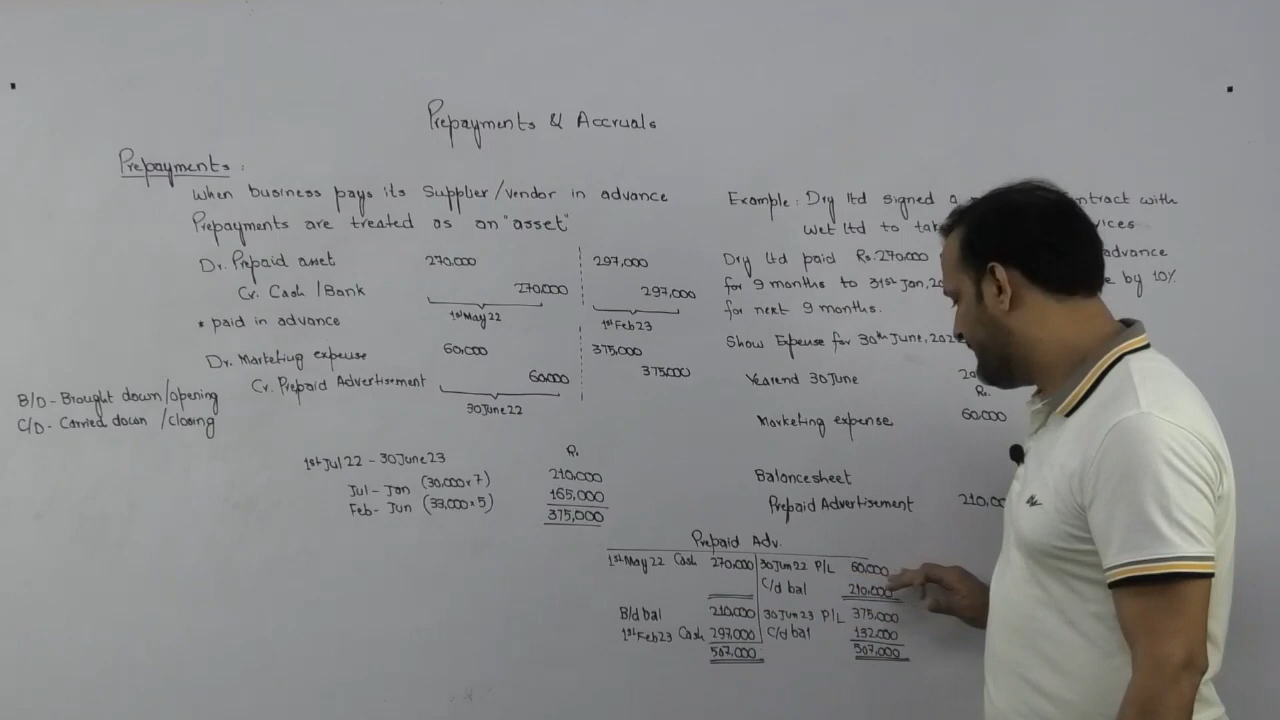 Prepayments & Accruals
Prepayments :
When business pays its Supplier/vendor in advance
Prepayments are treated as an "asset"
Dr. Prepaid asset 270,000 297,000
Cr. Cash / Bank 270,000 297,000
* paid in advance 1st May 22 1st Feb 23
Dr. Marketing expense 60,000 375,000
Cr. Prepaid Advertisement 60,000 375,000
30 June 22
B/D - Brought down/opening
C/D - Carried down /closing
1st Jul 22 - 30 June 23 R.
Jul - Jan (30,000 x 7) 210,000
Feb - Jun (33,000 x 5) 165,000
375,000
Example : Dry ltd signed a contract with
Wet Ltd to
Dry Ltd paid Rs. 270,000 advance
for 9 months to 31st Jan, by 10%
for next 9 months.
Show Expense for 30th June,
Yearend 30 June
Rs.
Marketing expense 60,000
Balancesheet
Prepaid Advertisement
Prepaid Adv.
1st May 22 Cash 270,000 30 Jun 22 P/L 60,000
C/d bal 210,000
B/d bal 210,000 30 Jun 23 P/L 375,000
1st Feb 23 Cash 297,000 C/d bal 132,000
507,000 507,000